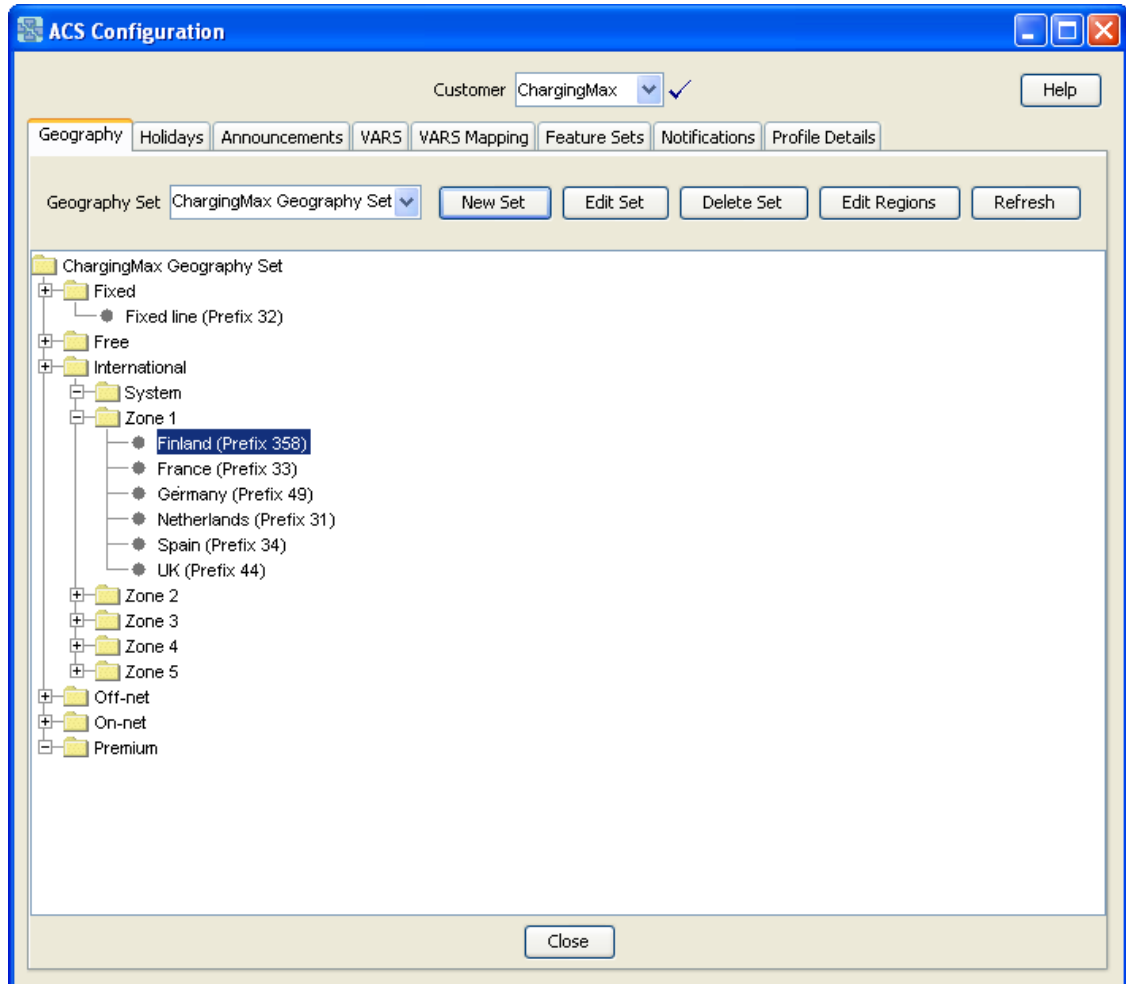 ACS Configuration
Customer ChargingMax Help
Geography Holidays Announcements VARS VARS Mapping Feature Sets Notifications Profile Details
Geography Set ChargingMax Geography Set New Set Edit Set Delete Set Edit Regions Refresh
ChargingMax Geography Set
Fixed
Fixed line (Prefix 32)
Free
International
System
Zone 1
Finland (Prefix 358)
France (Prefix 33)
Germany (Prefix 49)
Netherlands (Prefix 31)
Spain (Prefix 34)
UK (Prefix 44)
Zone 2
Zone 3
Zone 4
Zone 5
Off-net
On-net
Premium
Close